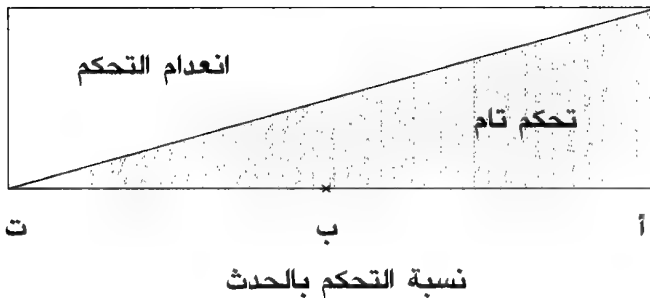 انعدام التحكم
تحكم تام
أ ب ت
نسبة التحكم بالحدث